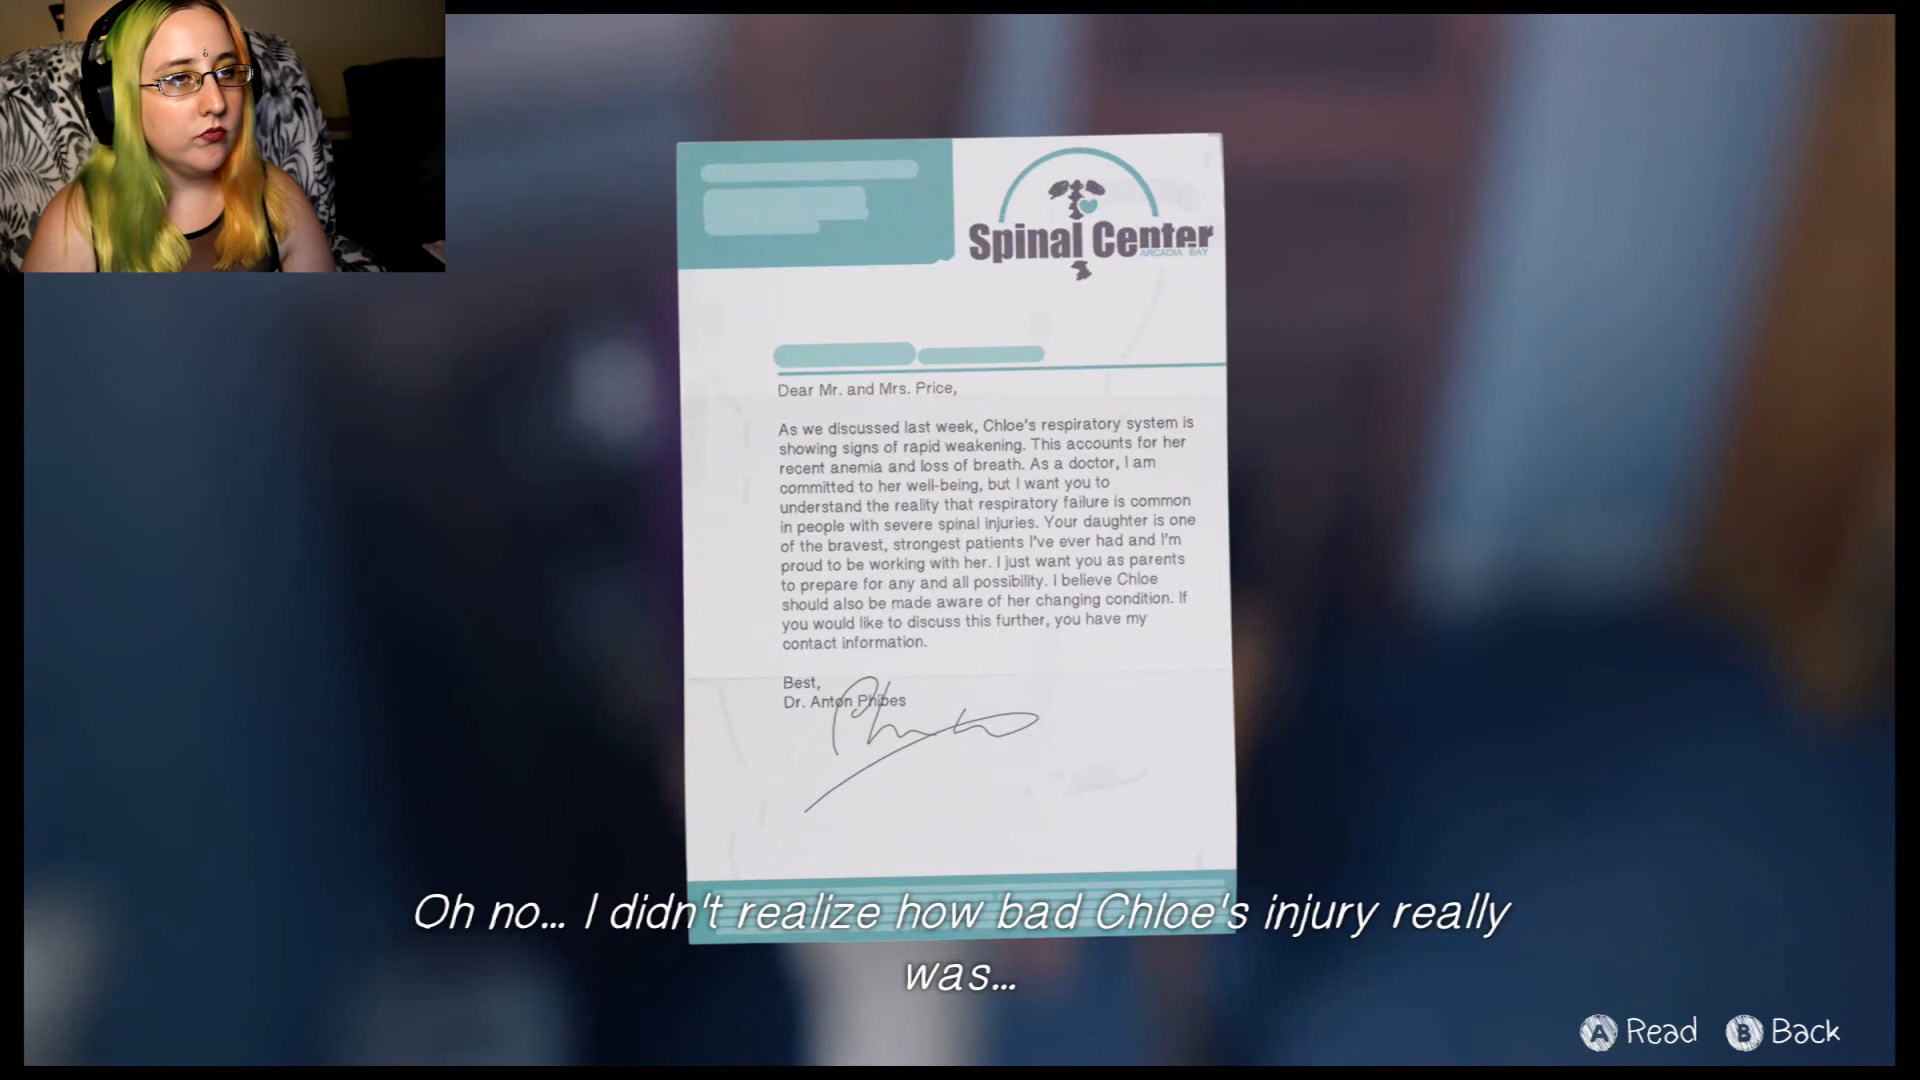 Spinal Center
ARCADIA BAY
Dear Mr. and Mrs. Price,
As we discussed last week, Chloe's respiratory system is
showing signs of rapid weakening. This accounts for her
recent anemia and loss of breath. As a doctor, I am
committed to her well-being, but I want you to
understand the reality that respiratory failure is common
in people with severe spinal injuries. Your daughter is one
of the bravest, strongest patients I've ever had and I'm
proud to be working with her. I just want you as parents
to prepare for any and all possibility. I believe Chloe
should also be made aware of her changing condition. If
you would like to discuss this further, you have my
contact information.
Best,
Dr. Anton Phibes
Oh no... I didn't realize how bad Chloe's injury really
was...
A Read B Back